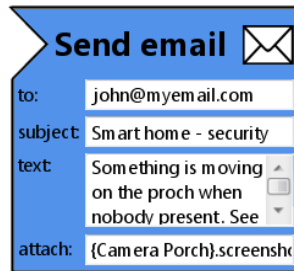 Send email
to: john@myemail.com
subject: Smart home - security
text: Something is moving
on the proch when
nobody present. See
attach: {Camera Porch}.screensho